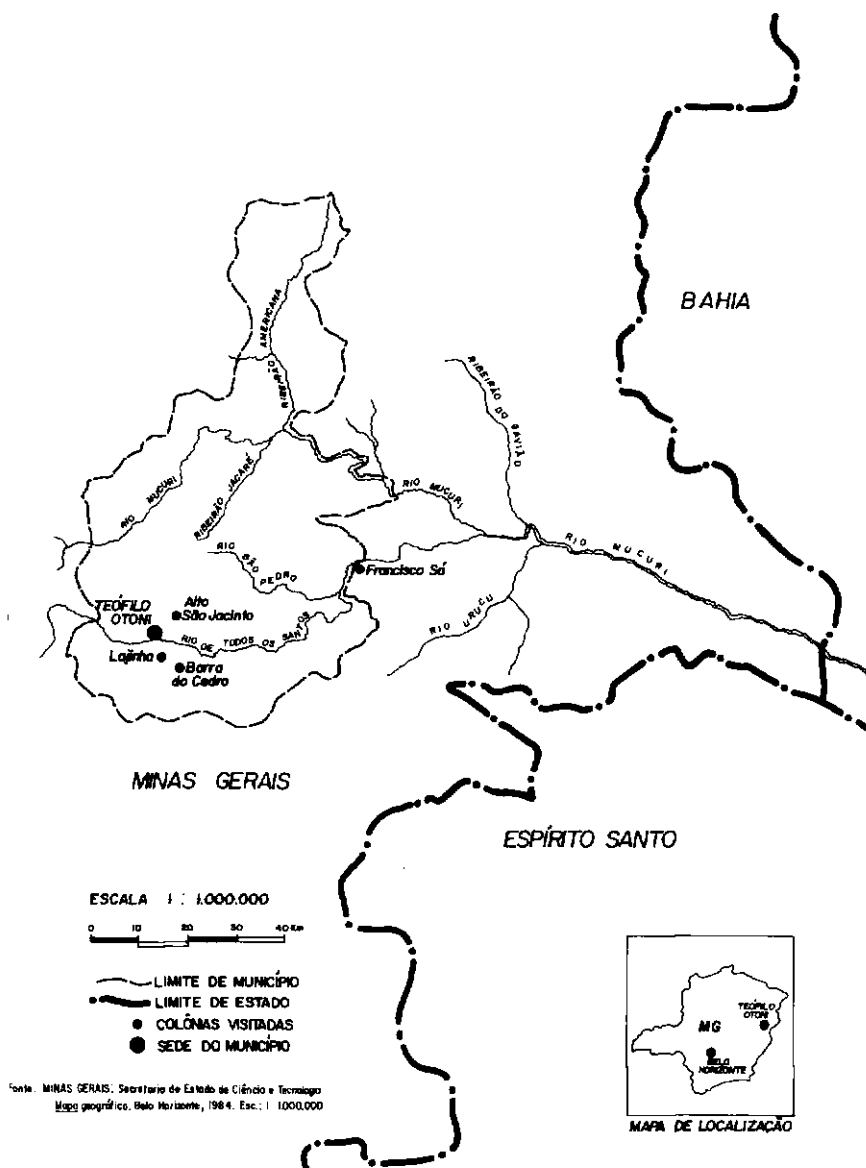 BAHIA
RIBEIRÃO AMERICANA
RIBEIRÃO DO GAVIÃO
RIO MUCURI
RIO MUCURI
RIO MUCURI
RIBEIRÃO JACARÉ
RIO SÃO PEDRO
Francisco Sá
RIO URUCU
TEÓFILO
OTONI
Alto
São Jacinto
RIO DE TODOS OS SANTOS
Lajinha
Barra
do Cedro
MINAS GERAIS
ESPÍRITO SANTO
ESCALA 1 : 1.000.000
0 10 20 30 40 Km
LIMITE DE MUNICÍPIO
LIMITE DE ESTADO
COLÔNIAS VISITADAS
SEDE DO MUNICÍPIO
Fonte. MINAS GERAIS. Secretaria de Estado de Ciência e Tecnologia
Mapa geográfico. Belo Horizonte, 1984. Esc.: 1 1000.000
TEÓFILO
OTONI
MG
BELO
HORIZONTE
MAPA DE LOCALIZAÇÃO